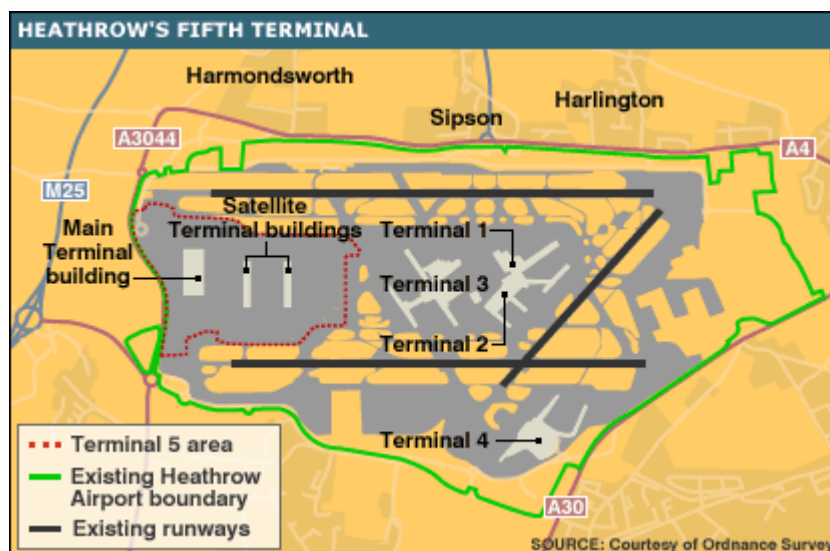 HEATHROW'S FIFTH TERMINAL
Harmondsworth
Harlington
Sipson
A3044
A4
M25
Satellite
Terminal buildings
Main
Terminal
building
Terminal 1
Terminal 3
Terminal 2
Terminal 4
Terminal 5 area
Existing Heathrow
Airport boundary
Existing runways
A30
SOURCE: Courtesy of Ordnance Survey